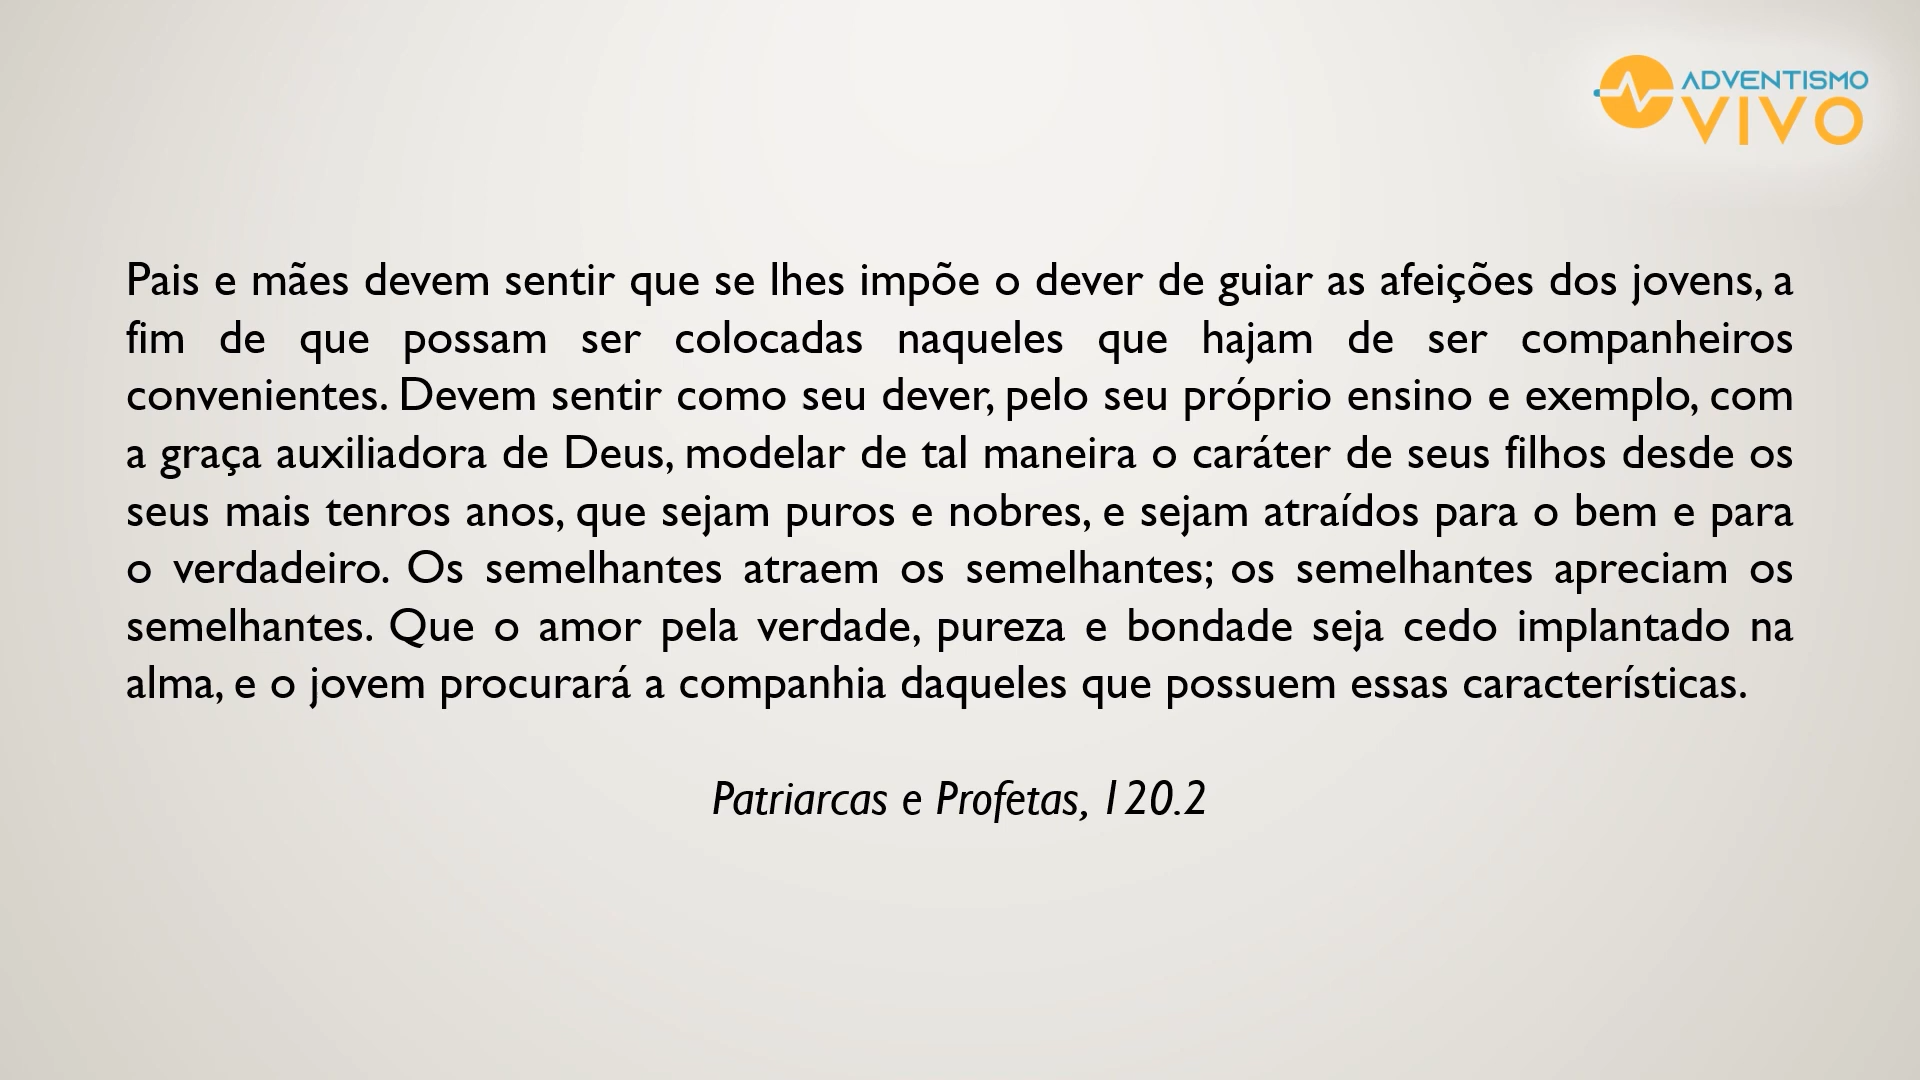 ADVENTISMO
VIVO
Pais e mães devem sentir que se lhes impõe o dever de guiar as afeições dos jovens, a
fim de que possam ser colocadas naqueles que hajam de ser companheiros
convenientes. Devem sentir como seu dever, pelo seu próprio ensino e exemplo, com
a graça auxiliadora de Deus, modelar de tal maneira o caráter de seus filhos desde os
seus mais tenros anos, que sejam puros e nobres, e sejam atraídos para o bem e para
o verdadeiro. Os semelhantes atraem os semelhantes; os semelhantes apreciam os
semelhantes. Que o amor pela verdade, pureza e bondade seja cedo implantado na
alma, e o jovem procurará a companhia daqueles que possuem essas características.
Patriarcas e Profetas, 120.2